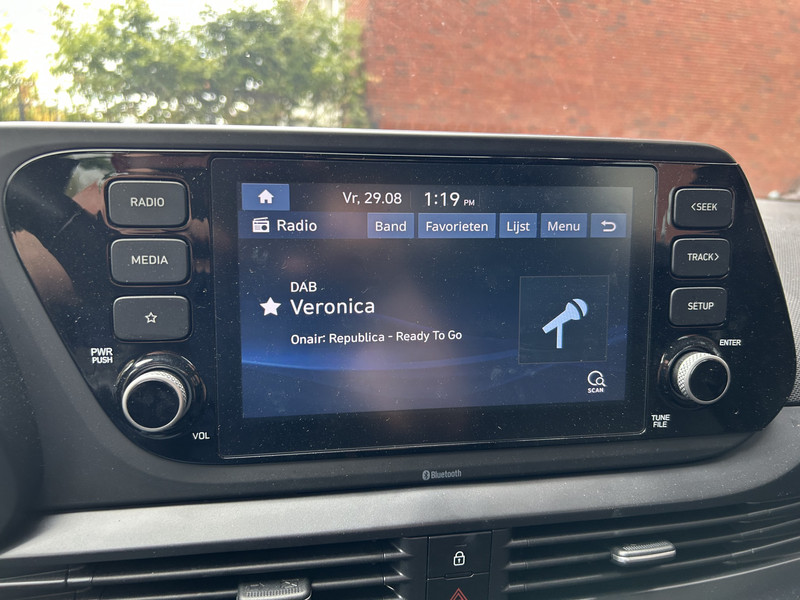 RADIO
MEDIA
PWR
PUSH
VOL
Vr, 29.08 1:19 PM
Radio Band Favorieten Lijst Menu
DAB
Veronica
Onair: Republica - Ready To Go
SCAN
<SEEK
TRACK>
SETUP
ENTER
TUNE
FILE
Bluetooth